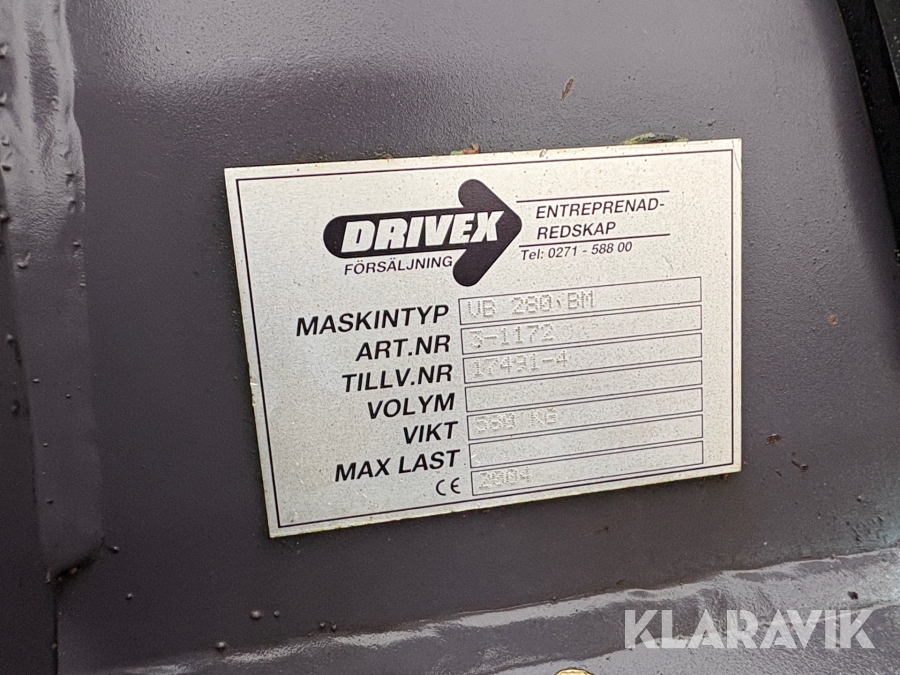 DRIVEX
FÖRSÄLJNING
ENTREPRENAD-
REDSKAP
Tel: 0271 - 588 00
MASKINTYP VB 280 BM
ART.NR 3-1172
TILLV.NR 17491-4
VOLYM
VIKT 580 KG
MAX LAST
CE 2004
KLARAVIK